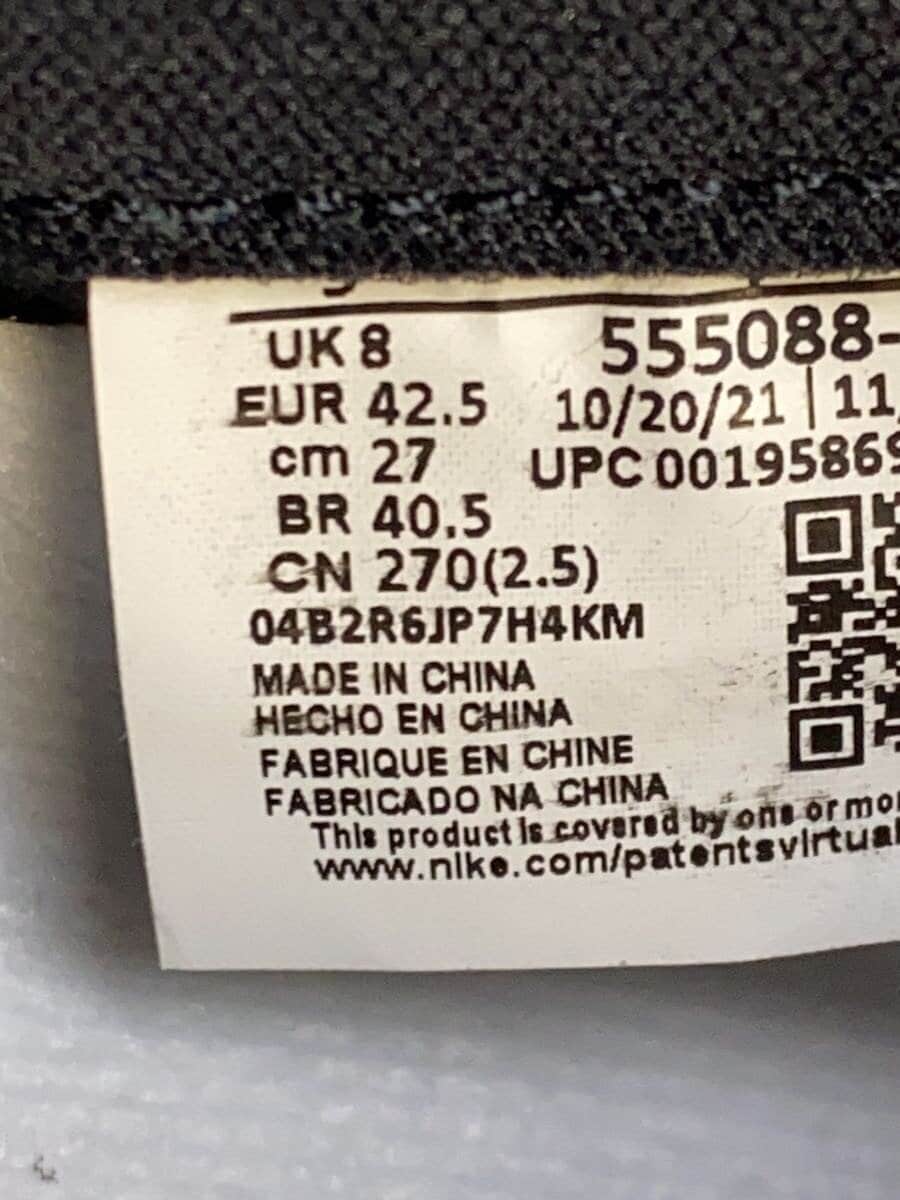 UK 8 555088-
EUR 42.5 10/20/21 | 11
cm 27 UPC 00195869
BR 40.5
CN 270(2.5)
04B2R6JP7H4KM
MADE IN CHINA
HECHO EN CHINA
FABRIQUE EN CHINE
FABRICADO NA CHINA
This product is covered by one or mor
www.nike.com/patentsvirtual